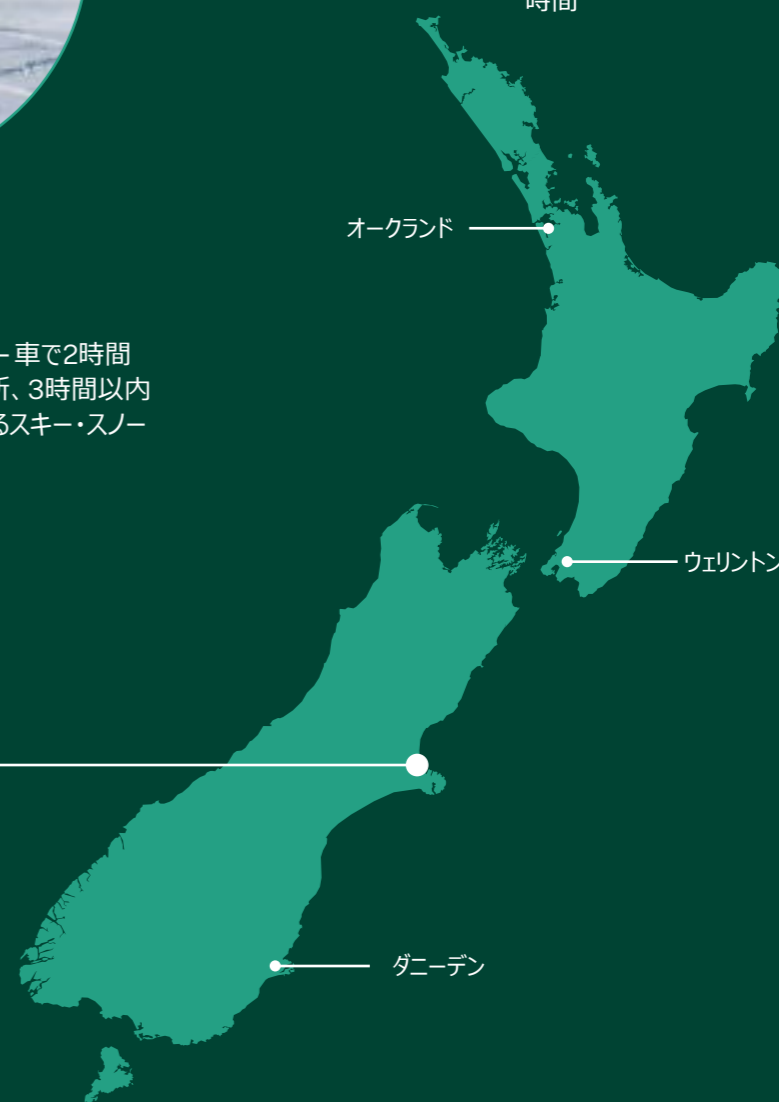 時間
オークランド
車で2時間
所、3時間以内
るスキー・スノー
ウェリントン
ダニーデン